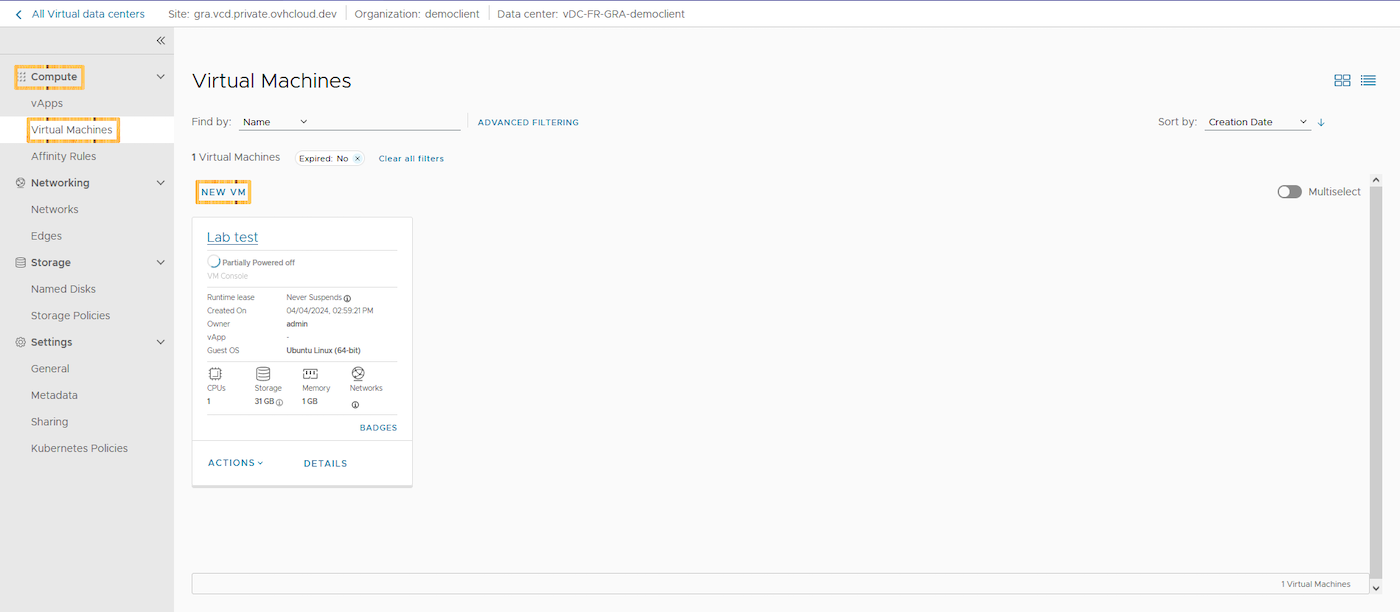 All Virtual data centers Site: gra.vcd.private.ovhcloud.dev Organization: democlient Data center: vDC-FR-GRA-democlient
Compute
vApps
Virtual Machines
Affinity Rules
Networking
Networks
Edges
Storage
Named Disks
Storage Policies
Settings
General
Metadata
Sharing
Kubernetes Policies
Virtual Machines
Find by: Name ADVANCED FILTERING Sort by: Creation Date
1 Virtual Machines Expired: No Clear all filters
NEW VM Multiselect
Lab test
Partially Powered off
VM Console
Runtime lease Never Suspends
Created On 04/04/2024, 02:59:21 PM
Owner admin
vApp -
Guest OS Ubuntu Linux (64-bit)
CPUs Storage Memory Networks
1 31 GB 1 GB
BADGES
ACTIONS DETAILS
1 Virtual Machines